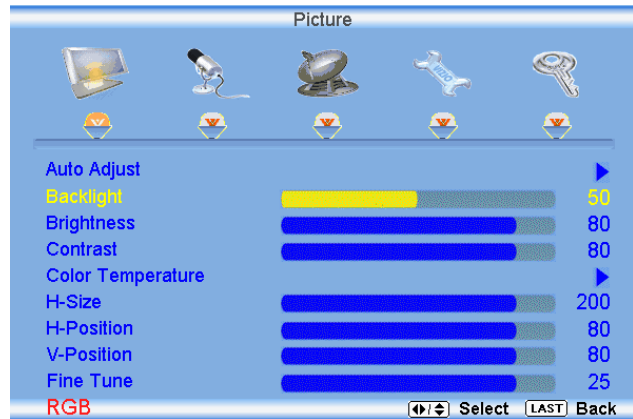 Picture
Auto Adjust
Backlight 50
Brightness 80
Contrast 80
Color Temperature
H-Size 200
H-Position 80
V-Position 80
Fine Tune 25
RGB Select LAST Back